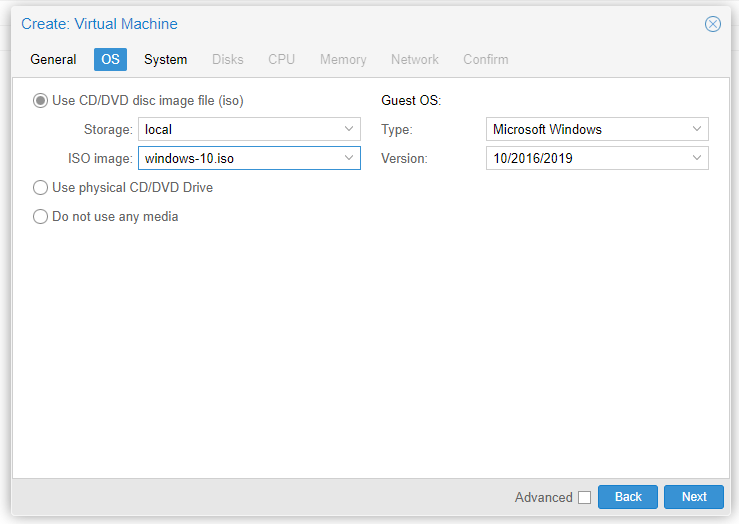 Create: Virtual Machine
General OS System Disks CPU Memory Network Confirm
Use CD/DVD disc image file (iso) Guest OS:
Storage: local Type: Microsoft Windows
ISO image: windows-10.iso Version: 10/2016/2019
Use physical CD/DVD Drive
Do not use any media
Advanced Back Next